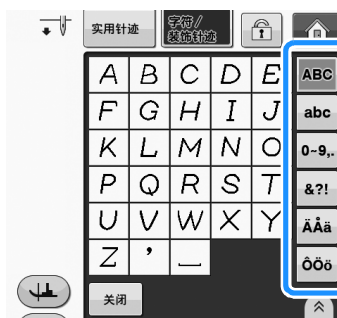 实用针迹 字符/
装饰针迹
A B C D E ABC
F G H I J abc
K L M N O 0~9,.
P Q R S T &?!
U V W X Y ÄÅä
Z ’ _ ÔÖö
关闭